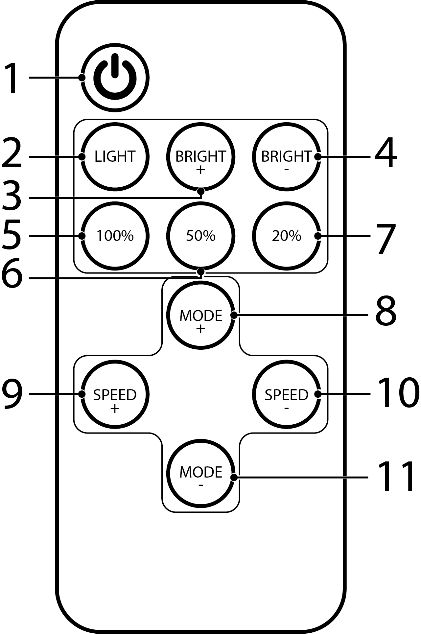 1
2
LIGHT
BRIGHT
+
BRIGHT
-
4
3
5
100%
50%
20%
7
6
MODE
+
8
9
SPEED
+
SPEED
-
10
MODE
-
11